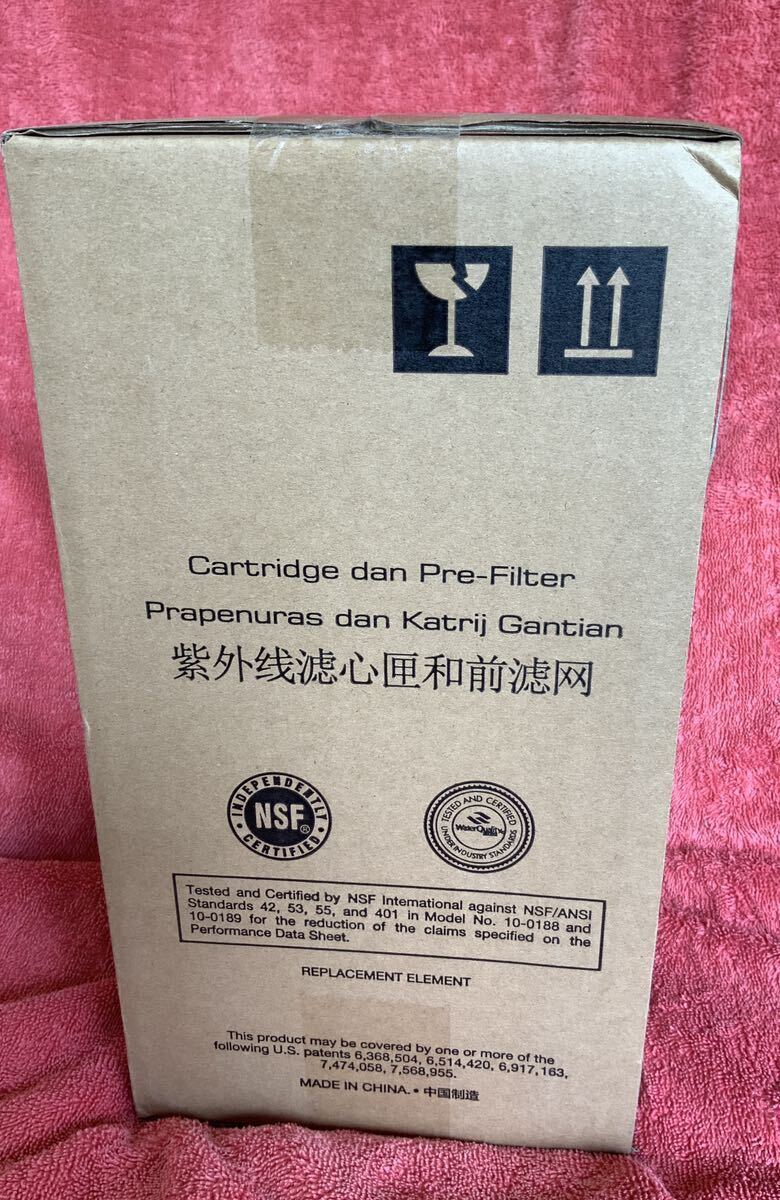 Cartridge dan Pre-Filter
Prapenuras dan Katrij Gantian
紫外线滤心匣和前滤网
INDEPENDENTLY
NSF®
CERTIFIED
TESTED AND CERTIFIED
WaterQuality
UNDER INDUSTRY STANDARDS
Tested and Certified by NSF International against NSF/ANSI
Standards 42, 53, 55, and 401 in Model No. 10-0188 and
10-0189 for the reduction of the claims specified on the
Performance Data Sheet.
REPLACEMENT ELEMENT
This product may be covered by one or more of the
following U.S. patents 6,368,504, 6,514,420, 6,917,163,
7,474,058, 7,568,955.
MADE IN CHINA. • 中国制造